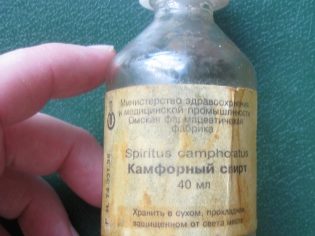 Министерство здравоохранения
и медицинской промышленности
Омская фармацевтическая
фабрика
Spiritus camphoratus
Камфорный спирт
40 мл
Хранить в сухом, прохладном,
защищенном от света месте